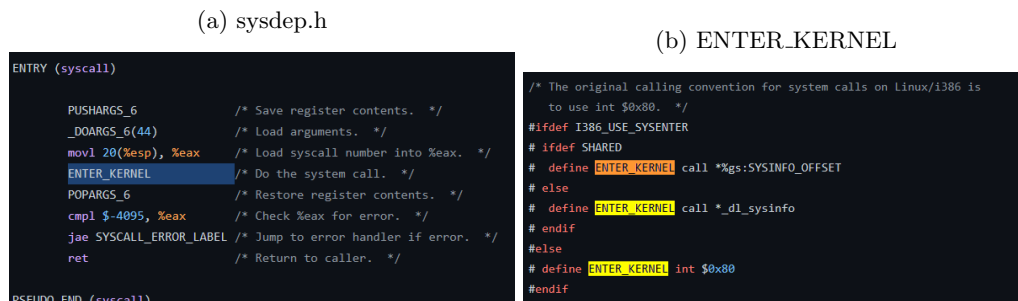 (a) sysdep.h
ENTRY (syscall)
PUSHARGS_6 /* Save register contents. */
_DOARGS_6(44) /* Load arguments. */
movl 20(%esp), %eax /* Load syscall number into %eax. */
ENTER_KERNEL /* Do the system call. */
POPARGS_6 /* Restore register contents. */
cmpl $-4095, %eax /* Check %eax for error. */
jae SYSCALL_ERROR_LABEL /* Jump to error handler if error. */
ret /* Return to caller. */
PSEUDO_END (syscall)
(b) ENTER_KERNEL
/* The original calling convention for system calls on Linux/i386 is
to use int $0x80. */
#ifdef I386_USE_SYSENTER
# ifdef SHARED
# define ENTER_KERNEL call *%gs:SYSINFO_OFFSET
# else
# define ENTER_KERNEL call *_dl_sysinfo
# endif
#else
# define ENTER_KERNEL int $0x80
#endif